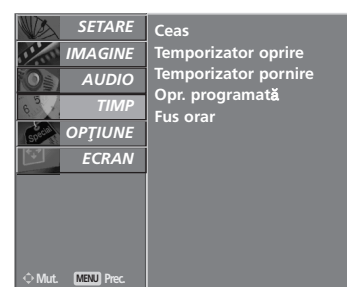 SETARE
IMAGINE
AUDIO
TIMP
OPŢIUNE
ECRAN
Ceas
Temporizator oprire
Temporizator pornire
Opr. programată
Fus orar
Mut. MENU Prec.